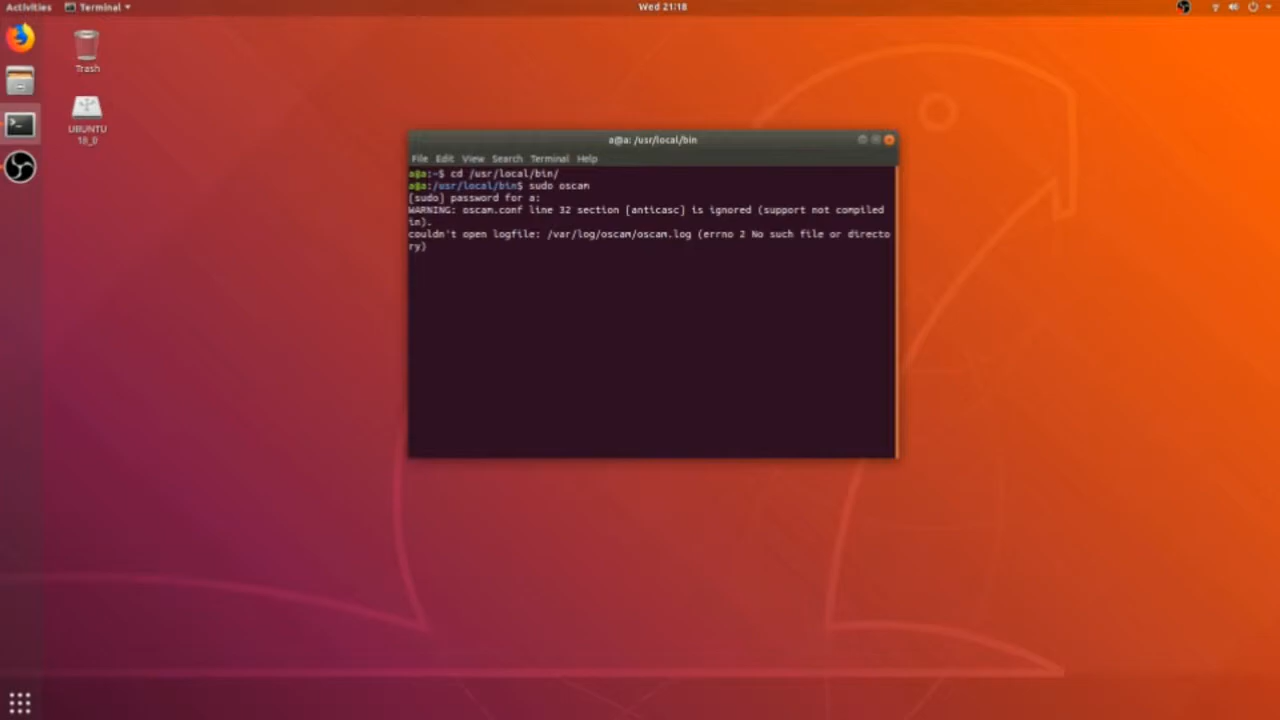 Activities
Terminal
Wed 21:18
Trash
UBUNTU
18_0
a@a: /usr/local/bin
File Edit View Search Terminal Help
a@a:~$ cd /usr/local/bin/
a@a:/usr/local/bin$ sudo oscam
[sudo] password for a:
WARNING: oscam.conf line 32 section [anticasc] is ignored (support not compiled
in).
couldn't open logfile: /var/log/oscam/oscam.log (errno 2 No such file or directo
ry)